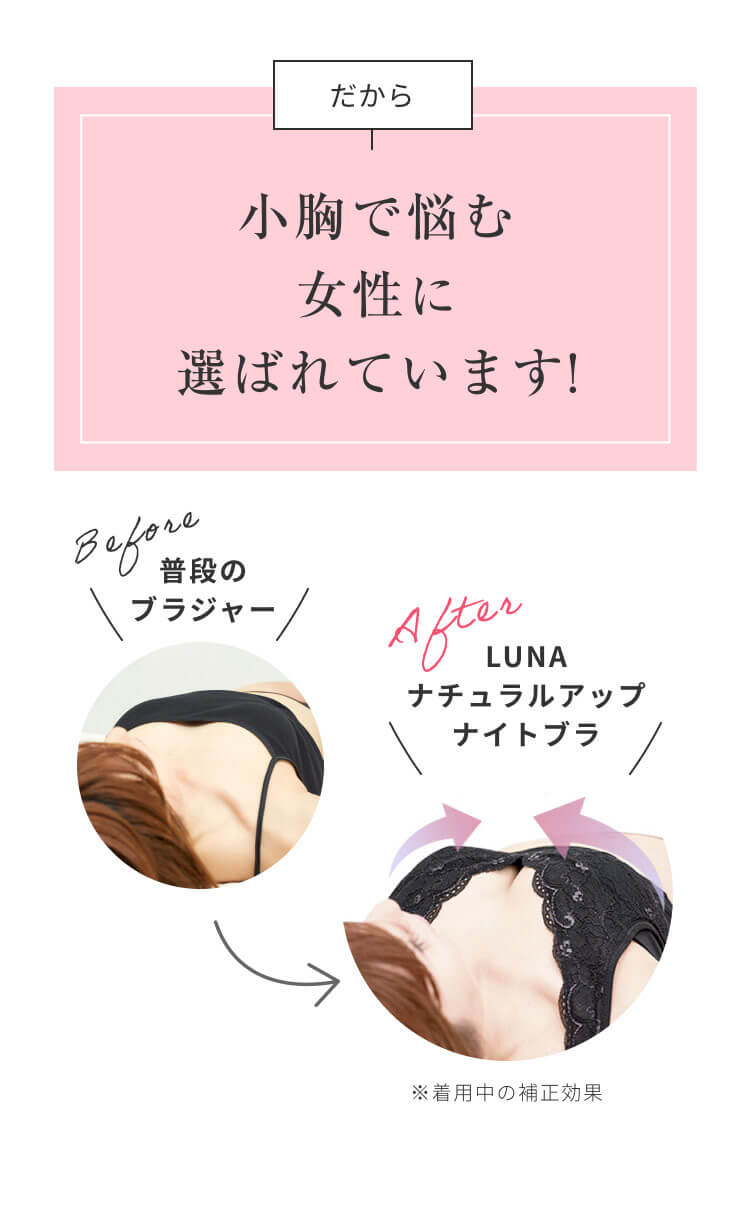 だから
小胸で悩む
女性に
選ばれています!
Before
普段の
ブラジャー
After
LUNA
ナチュラルアップ
ナイトブラ
※着用中の補正効果